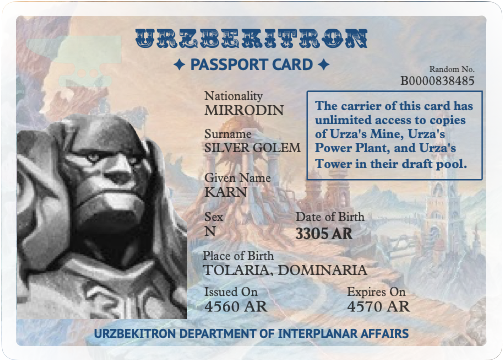 URZBEKITRON
✦ PASSPORT CARD ✦
Random No.
B0000838485
Nationality
MIRRODIN
The carrier of this card has
unlimited access to copies
of Urza's Mine, Urza's
Power Plant, and Urza's
Tower in their draft pool.
Surname
SILVER GOLEM
Given Name
KARN
Sex
N
Date of Birth
3305 AR
Place of Birth
TOLARIA, DOMINARIA
Issued On
4560 AR
Expires On
4570 AR
URZBEKITRON DEPARTMENT OF INTERPLANAR AFFAIRS